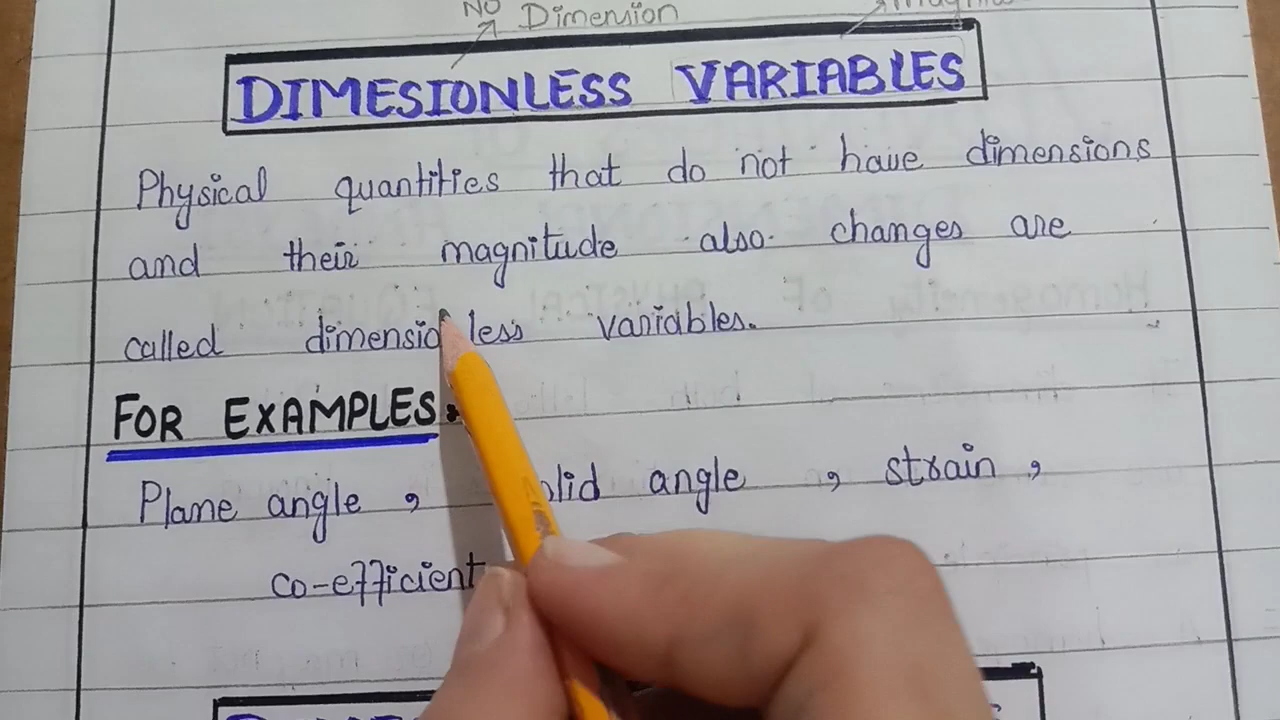 NO Dimension
DIMESIONLESS VARIABLES
Physical quantities that do not have dimensions
and their magnitude also changes are
called dimensionless variables.
FOR EXAMPLES:
Plane angle , angle , strain ,
co-efficient